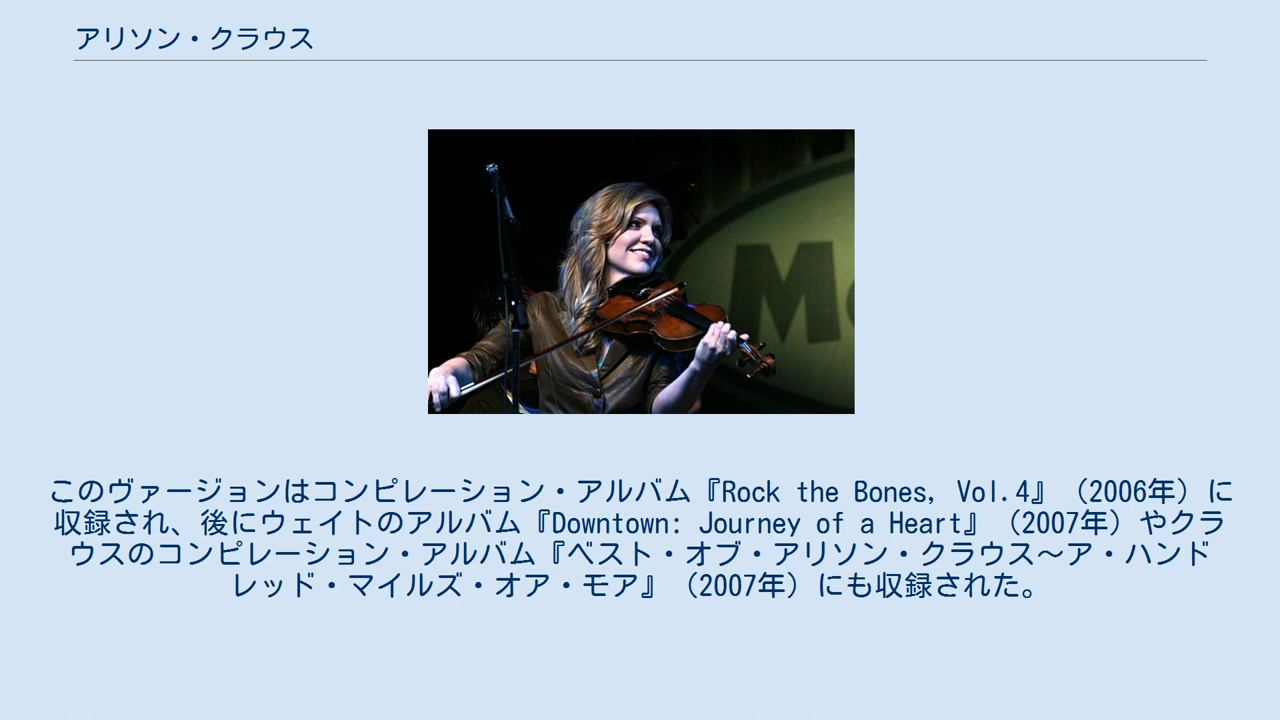 アリソン・クラウス
M
このヴァージョンはコンピレーション・アルバム『Rock the Bones, Vol.4』（2006年）に
収録され、後にウェイトのアルバム『Downtown: Journey of a Heart』（2007年）やクラ
ウスのコンピレーション・アルバム『ベスト・オブ・アリソン・クラウス～ア・ハンド
レッド・マイルズ・オア・モア』（2007年）にも収録された。